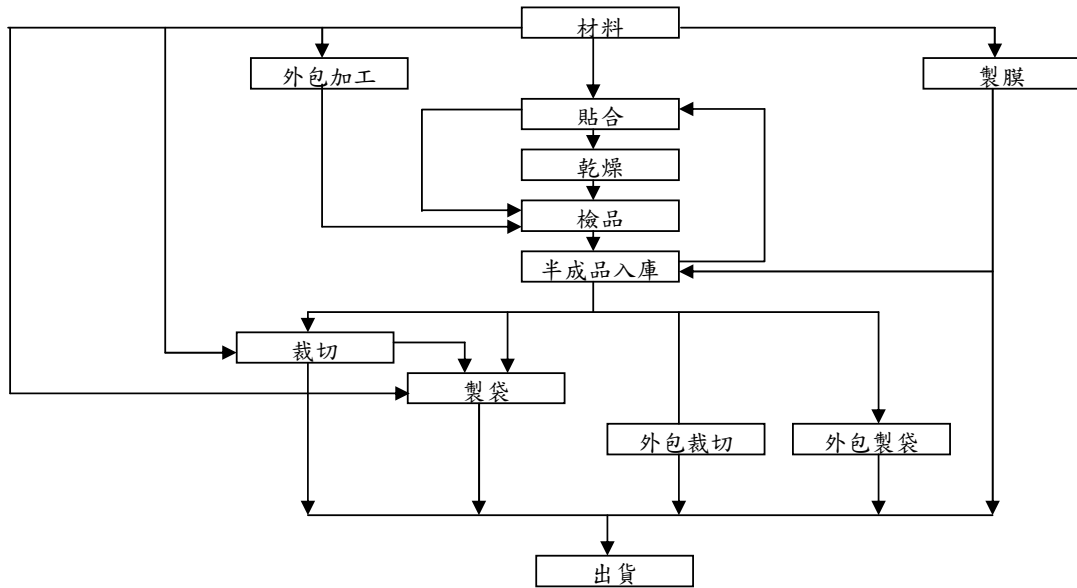 材料
外包加工
製膜
貼合
乾燥
檢品
半成品入庫
裁切
製袋
外包裁切
外包製袋
出貨